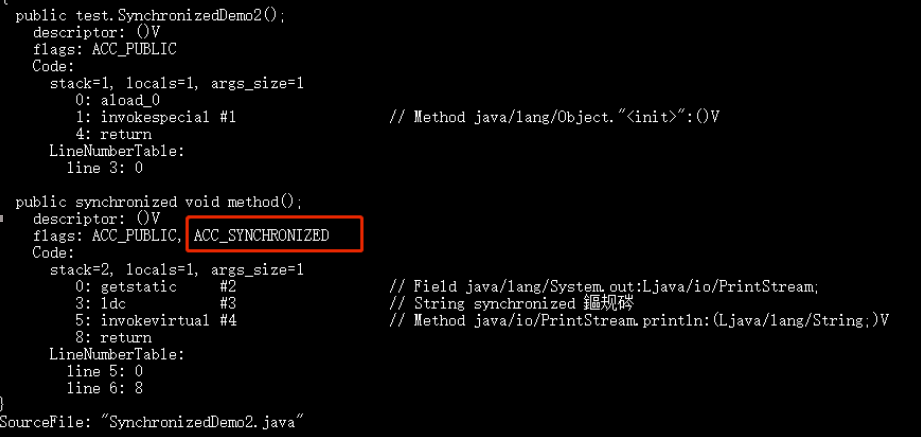 public test.SynchronizedDemo2();
descriptor: ()V
flags: ACC_PUBLIC
Code:
stack=1, locals=1, args_size=1
0: aload_0
1: invokespecial #1 // Method java/lang/Object."<init>":()V
4: return
LineNumberTable:
line 3: 0
public synchronized void method();
descriptor: ()V
flags: ACC_PUBLIC, ACC_SYNCHRONIZED
Code:
stack=2, locals=1, args_size=1
0: getstatic #2 // Field java/lang/System.out:Ljava/io/PrintStream;
3: ldc #3 // String synchronized 鏂规硶
5: invokevirtual #4 // Method java/io/PrintStream.println:(Ljava/lang/String;)V
8: return
LineNumberTable:
line 5: 0
line 6: 8
}
SourceFile: "SynchronizedDemo2.java"